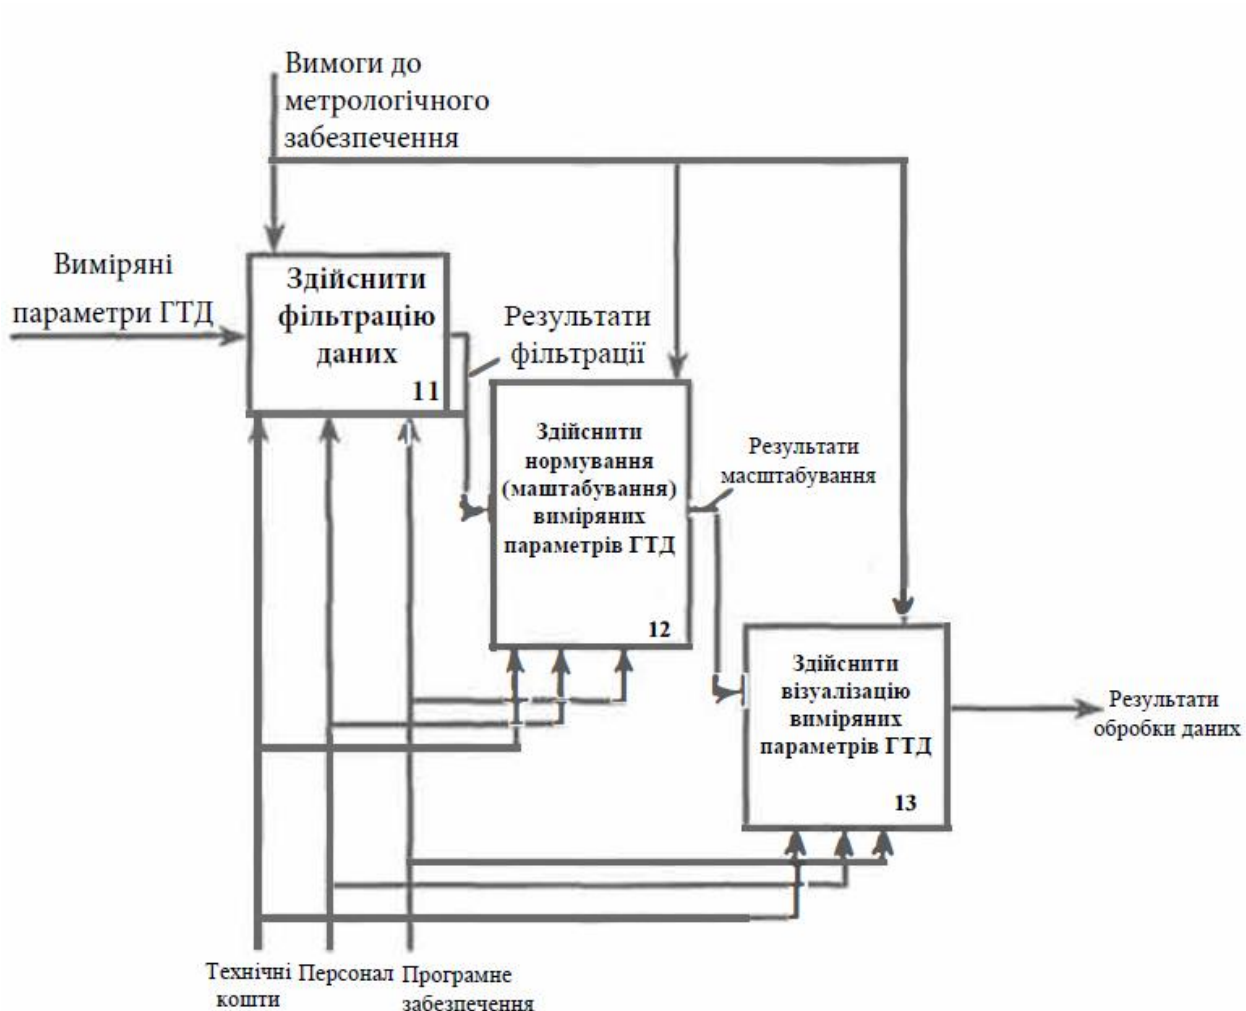 Вимоги до
метрологічного
забезпечення
Виміряні
параметри ГТД
Здійснити
фільтрацію
даних
11
Результати
фільтрації
Здійснити
нормування
(маштабування)
виміряних
параметрів ГТД
12
Результати
масштабування
Здійснити
візуалізацію
виміряних
параметрів ГТД
13
Результати
обробки даних
Технічні
кошти
Персонал
Програмне
забезпечення